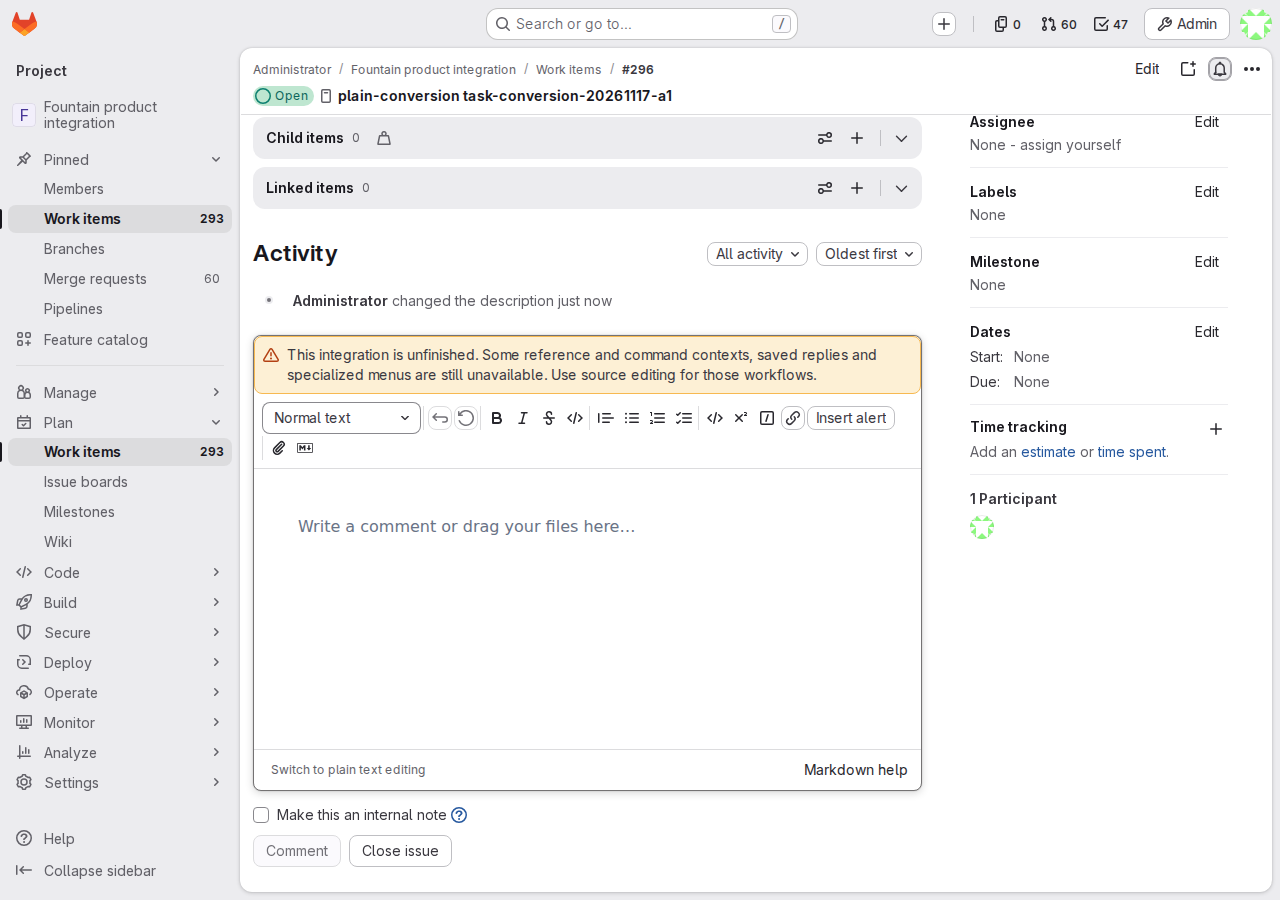 Search or go to...
/
0
60
47
Admin
Project
F
Fountain product integration
Pinned
Members
Work items 293
Branches
Merge requests 60
Pipelines
Feature catalog
Manage
Plan
Work items 293
Issue boards
Milestones
Wiki
Code
Build
Secure
Deploy
Operate
Monitor
Analyze
Settings
Help
Collapse sidebar
Administrator / Fountain product integration / Work items / #296
Edit
Open
plain-conversion task-conversion-20261117-a1
Child items 0
Linked items 0
Activity
All activity
Oldest first
Administrator changed the description just now
This integration is unfinished. Some reference and command contexts, saved replies and
specialized menus are still unavailable. Use source editing for those workflows.
Normal text
Insert alert
Write a comment or drag your files here...
Switch to plain text editing
Markdown help
Make this an internal note
Comment
Close issue
Assignee Edit
None - assign yourself
Labels Edit
None
Milestone Edit
None
Dates Edit
Start: None
Due: None
Time tracking
Add an estimate or time spent.
1 Participant